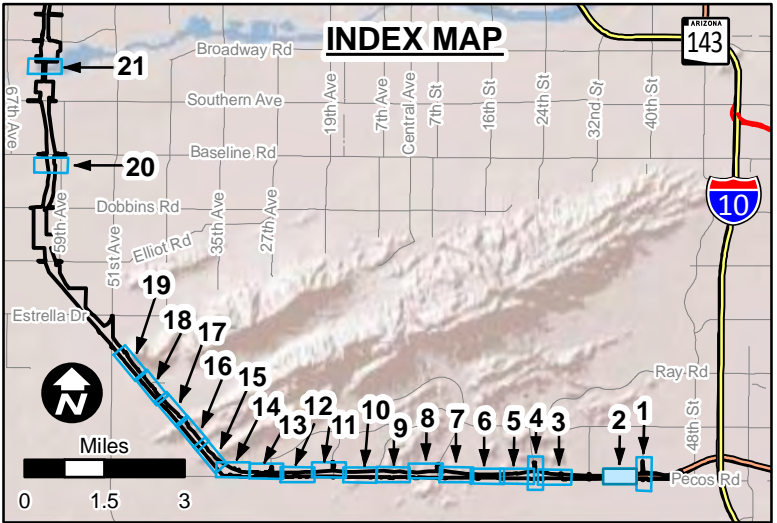 INDEX MAP
ARIZONA
143
Broadway Rd
21
67th Ave
Southern Ave
19th Ave
7th Ave
Central Ave
7th St
16th St
24th St
32nd St
40th St
Baseline Rd
20
10
Dobbins Rd
59th Ave
51st Ave
Elliot Rd
35th Ave
27th Ave
Estrella Dr
19
18
17
16
15
14
13
12
11
10
9
8
7
6
5
4
3
2
1
Ray Rd
48th St
Pecos Rd
N
Miles
0 1.5 3